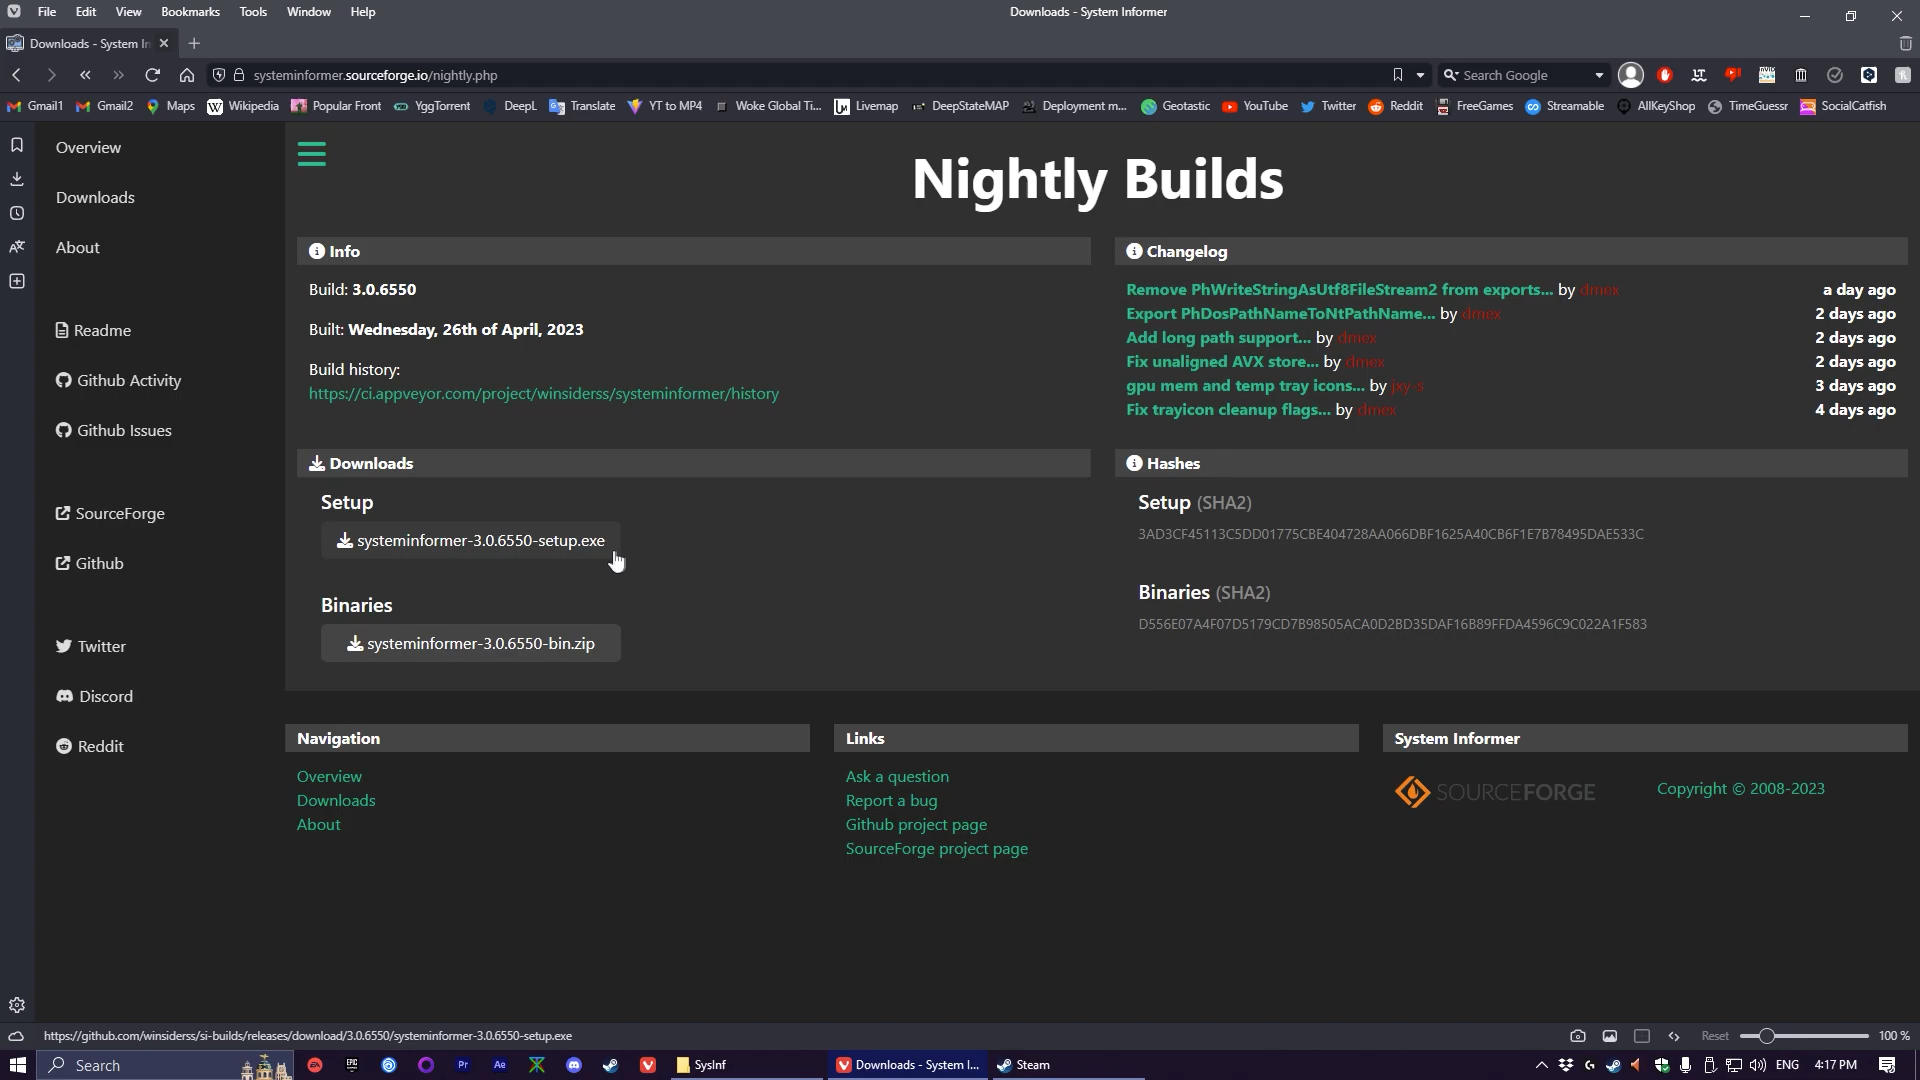 File Edit View Bookmarks Tools Window Help
Downloads - System Informer
Downloads - System In
systeminformer.sourceforge.io/nightly.php
Search Google
Gmail1 Gmail2 Maps Wikipedia Popular Front YggTorrent DeepL Translate YT to MP4 Woke Global Ti... Livemap DeepStateMAP Deployment m... Geotastic YouTube Twitter Reddit FreeGames Streamable AllKeyShop TimeGuessr SocialCatfish
Overview
Downloads
About
Readme
Github Activity
Github Issues
SourceForge
Github
Twitter
Discord
Reddit
Nightly Builds
Info
Build: 3.0.6550
Built: Wednesday, 26th of April, 2023
Build history:
https://ci.appveyor.com/project/winsiderss/systeminformer/history
Changelog
Remove PhWriteStringAsUtf8FileStream2 from exports... by dmex a day ago
Export PhDosPathNameToNtPathName... by dmex 2 days ago
Add long path support... by dmex 2 days ago
Fix unaligned AVX store... by dmex 2 days ago
gpu mem and temp tray icons... by jxy-s 3 days ago
Fix trayicon cleanup flags... by dmex 4 days ago
Downloads
Setup
systeminformer-3.0.6550-setup.exe
Binaries
systeminformer-3.0.6550-bin.zip
Hashes
Setup (SHA2)
3AD3CF45113C5DD01775CBE404728AA066DBF1625A40CB6F1E7B78495DAE533C
Binaries (SHA2)
D556E07A4F07D5179CD7B98505ACA0D2BD35DAF16B89FFDA4596C9C022A1F583
Navigation
Overview
Downloads
About
Links
Ask a question
Report a bug
Github project page
SourceForge project page
System Informer
SOURCEFORGE
Copyright © 2008-2023
https://github.com/winsiderss/si-builds/releases/download/3.0.6550/systeminformer-3.0.6550-setup.exe
Reset 100 %
Search
EPIC
Pr
Ae
SysInf
Downloads - System I...
Steam
ENG
4:17 PM